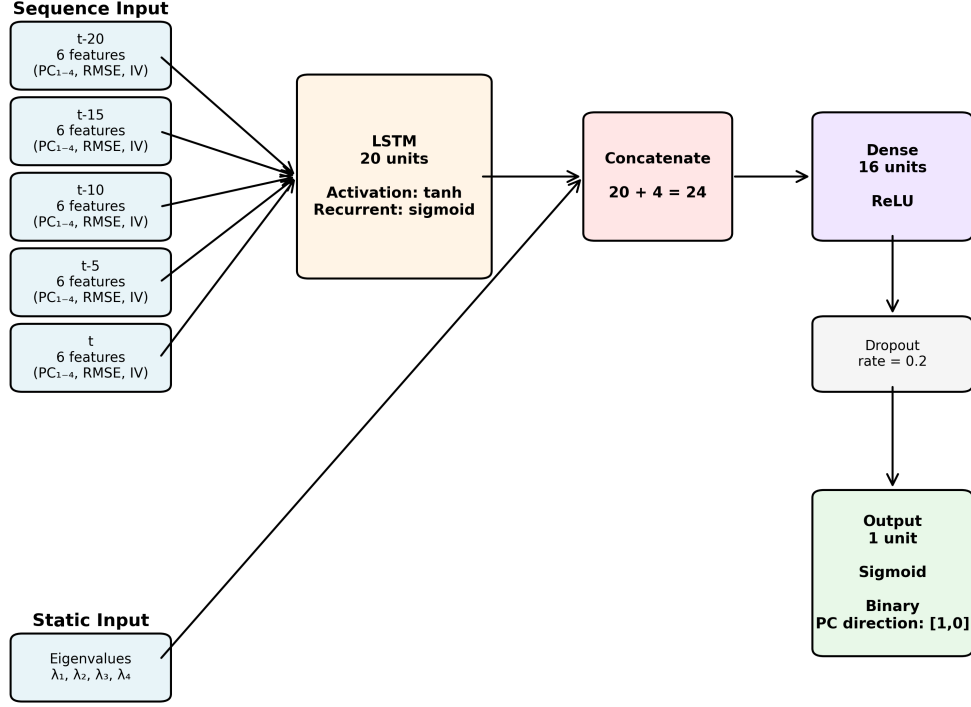 Sequence Input
t-20
6 features
(PC₁₋₄, RMSE, IV)
t-15
6 features
(PC₁₋₄, RMSE, IV)
t-10
6 features
(PC₁₋₄, RMSE, IV)
t-5
6 features
(PC₁₋₄, RMSE, IV)
t
6 features
(PC₁₋₄, RMSE, IV)
LSTM
20 units
Activation: tanh
Recurrent: sigmoid
Concatenate
20 + 4 = 24
Dense
16 units
ReLU
Dropout
rate = 0.2
Output
1 unit
Sigmoid
Binary
PC direction: [1,0]
Static Input
Eigenvalues
λ₁, λ₂, λ₃, λ₄